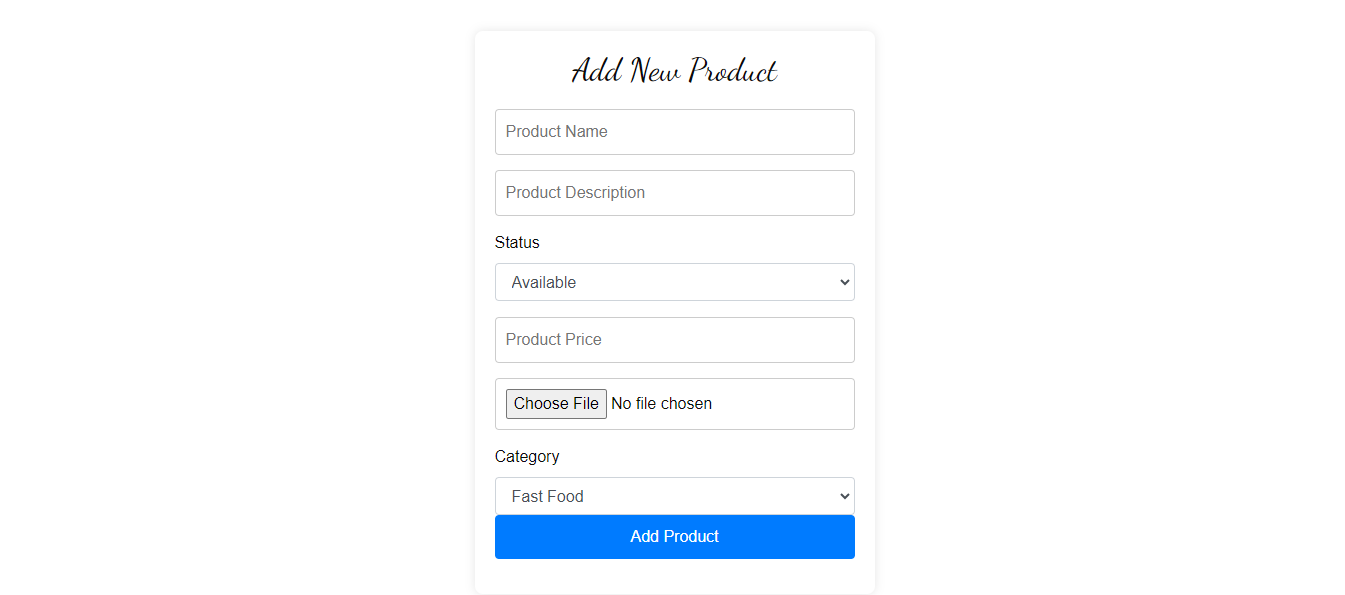 Add New Product
Product Name
Product Description
Status
Available
Product Price
Choose File No file chosen
Category
Fast Food
Add Product